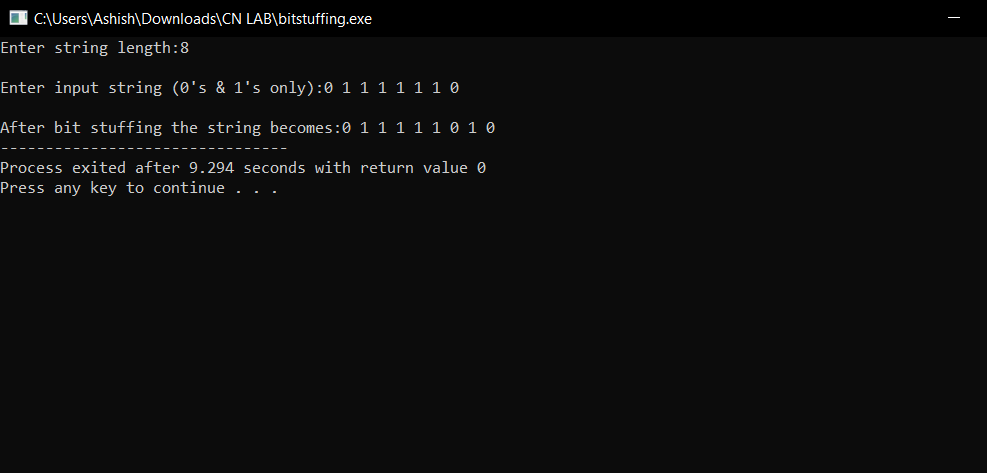 C:\Users\Ashish\Downloads\CN LAB\bitstuffing.exe
Enter string length:8
Enter input string (0's & 1's only):0 1 1 1 1 1 1 0
After bit stuffing the string becomes:0 1 1 1 1 1 0 1 0
--------------------------------
Process exited after 9.294 seconds with return value 0
Press any key to continue . . .